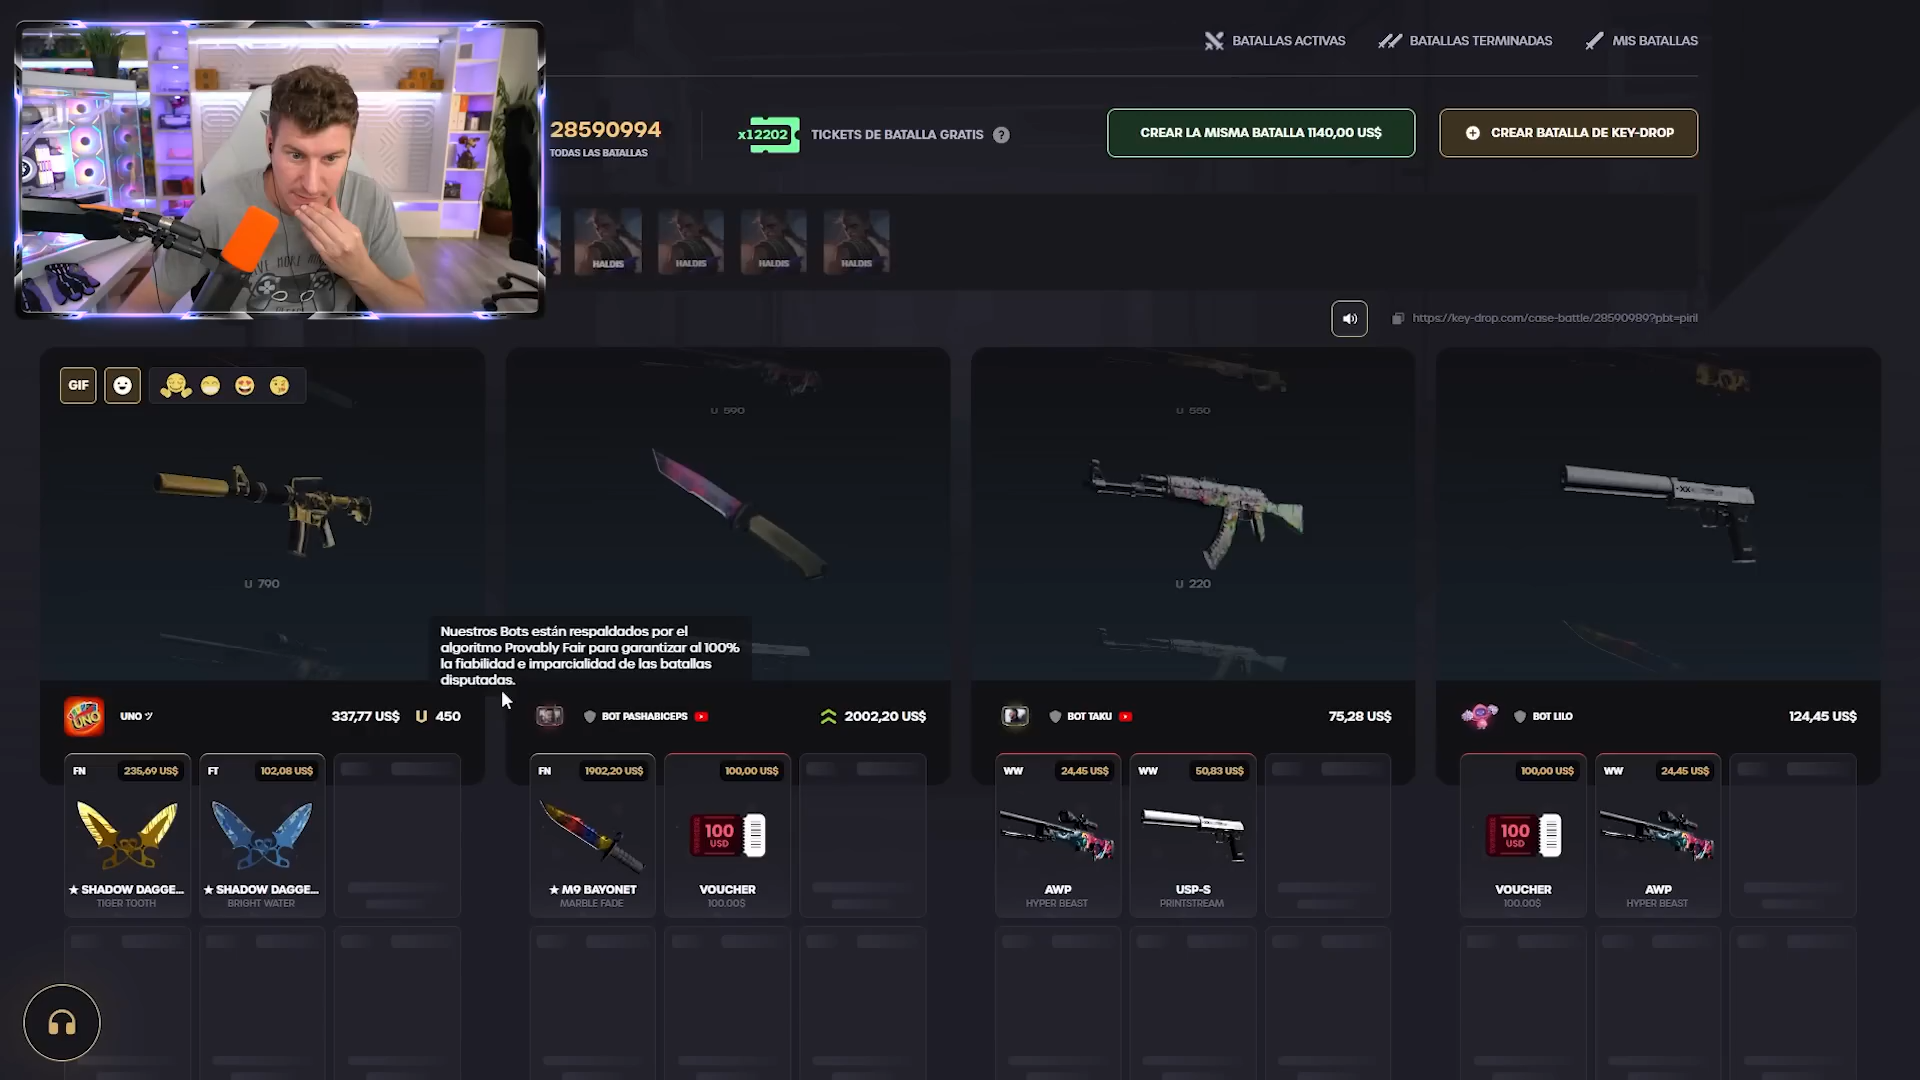 BATALLAS ACTIVAS
BATALLAS TERMINADAS
MIS BATALLAS
28590994
TODAS LAS BATALLAS
x12202
TICKETS DE BATALLA GRATIS
?
CREAR LA MISMA BATALLA 1140,00 US$
CREAR BATALLA DE KEY-DROP
HALDIS
HALDIS
HALDIS
HALDIS
https://key-drop.com/case-battle/28590989?pbt=piril
GIF
U 590
U 550
U 790
U 220
Nuestros Bots están respaldados por el
algoritmo Provably Fair para garantizar al 100%
la fiabilidad e imparcialidad de las batallas
disputadas.
UNO
UNO ツ
337,77 US$
U 450
BOT PASHABICEPS
2002,20 US$
BOT TAKU
75,28 US$
BOT LILO
124,45 US$
FN
235,69 US$
★ SHADOW DAGGE...
TIGER TOOTH
FT
102,08 US$
★ SHADOW DAGGE...
BRIGHT WATER
FN
1902,20 US$
★ M9 BAYONET
MARBLE FADE
100,00 US$
100
USD
VOUCHER
100.00$
WW
24,45 US$
AWP
HYPER BEAST
WW
50,83 US$
USP-S
PRINTSTREAM
100,00 US$
100
USD
VOUCHER
100.00$
WW
24,45 US$
AWP
HYPER BEAST